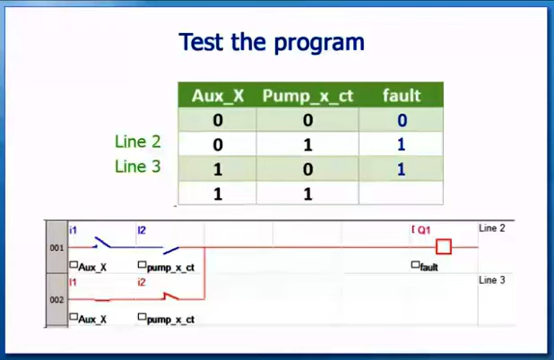 Test the program
Aux_X Pump_x_ct fault
0 0 0
Line 2 0 1 1
Line 3 1 0 1
1 1
i1 I2 [ Q1 Line 2
001
Aux_X pump_x_ct fault
I1 i2 Line 3
002
Aux_X pump_x_ct